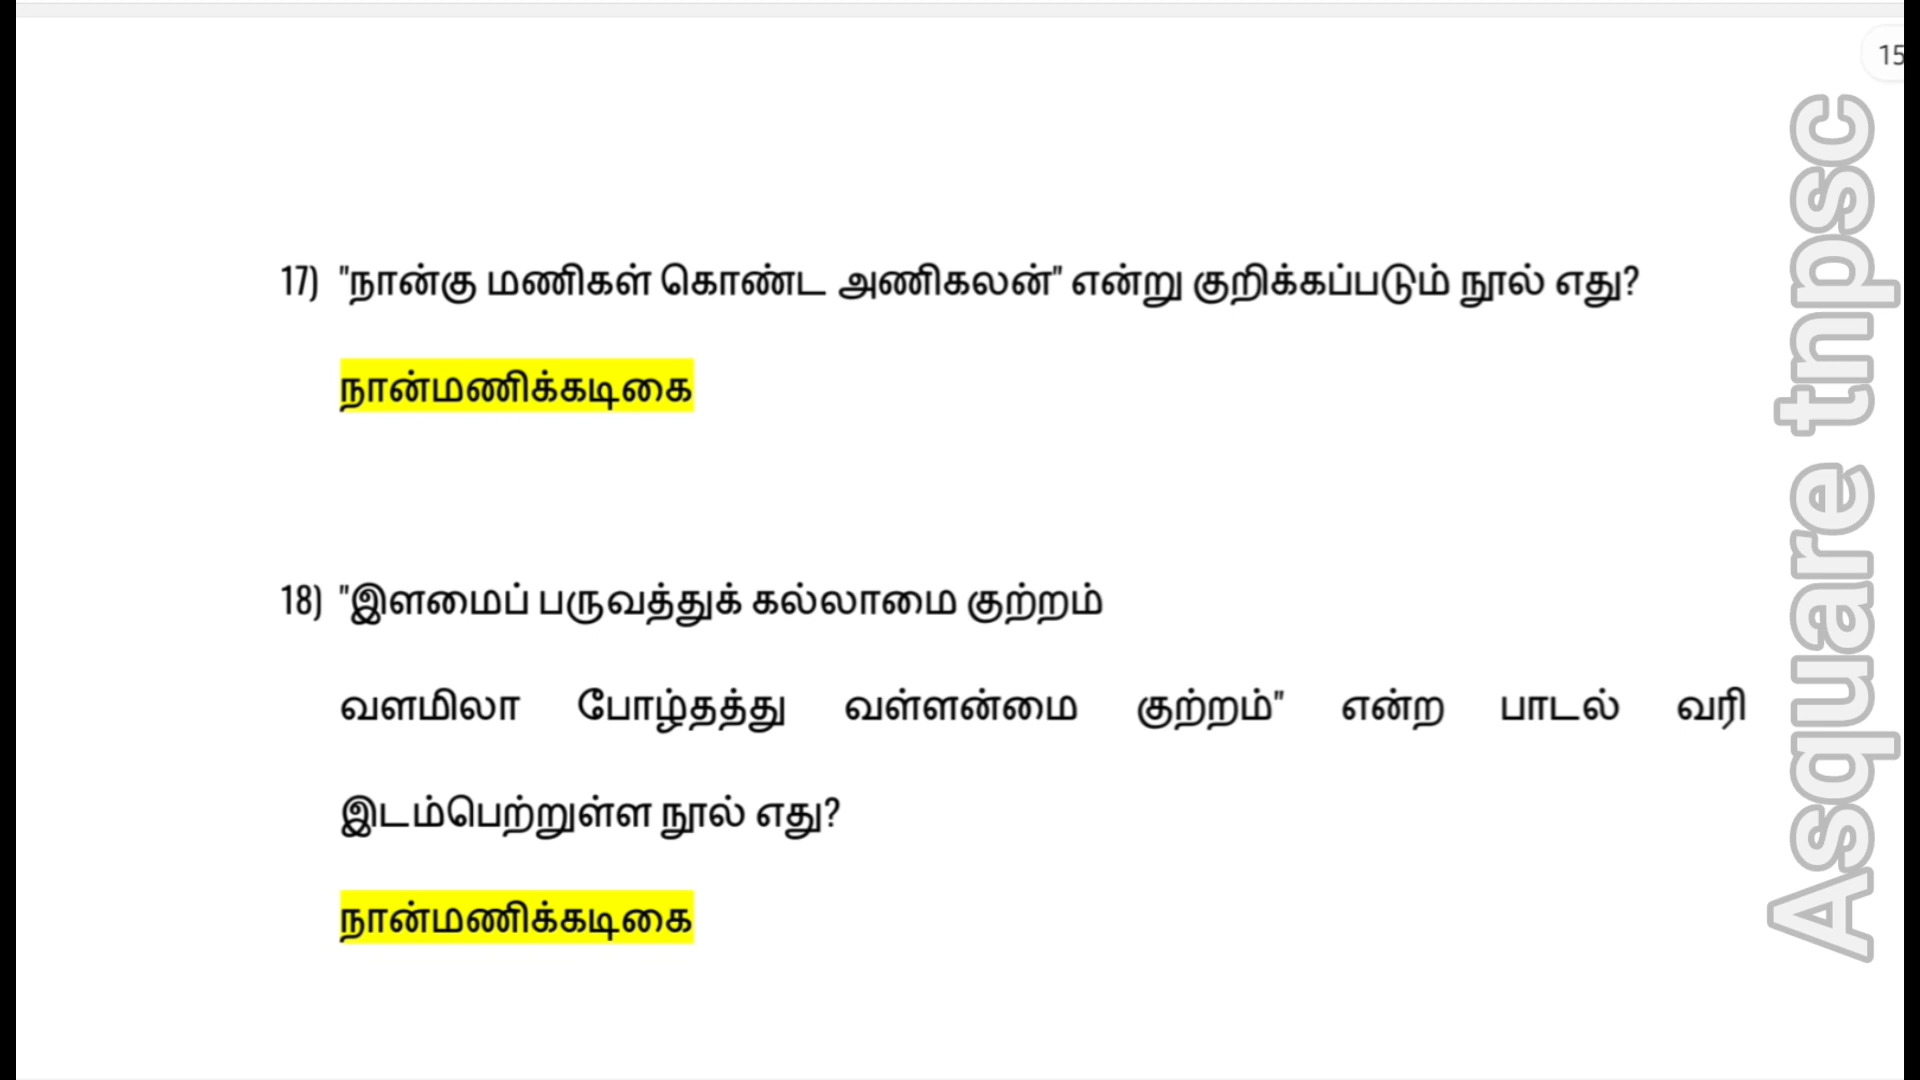 15
17) "நான்கு மணிகள் கொண்ட அணிகலன்" என்று குறிக்கப்படும் நூல் எது?
நான்மணிக்கடிகை
18) "இளமைப் பருவத்துக் கல்லாமை குற்றம்
வளமிலா போழ்தத்து வள்ளன்மை குற்றம்" என்ற பாடல் வரி
இடம்பெற்றுள்ள நூல் எது?
நான்மணிக்கடிகை
Asquare tnpsc